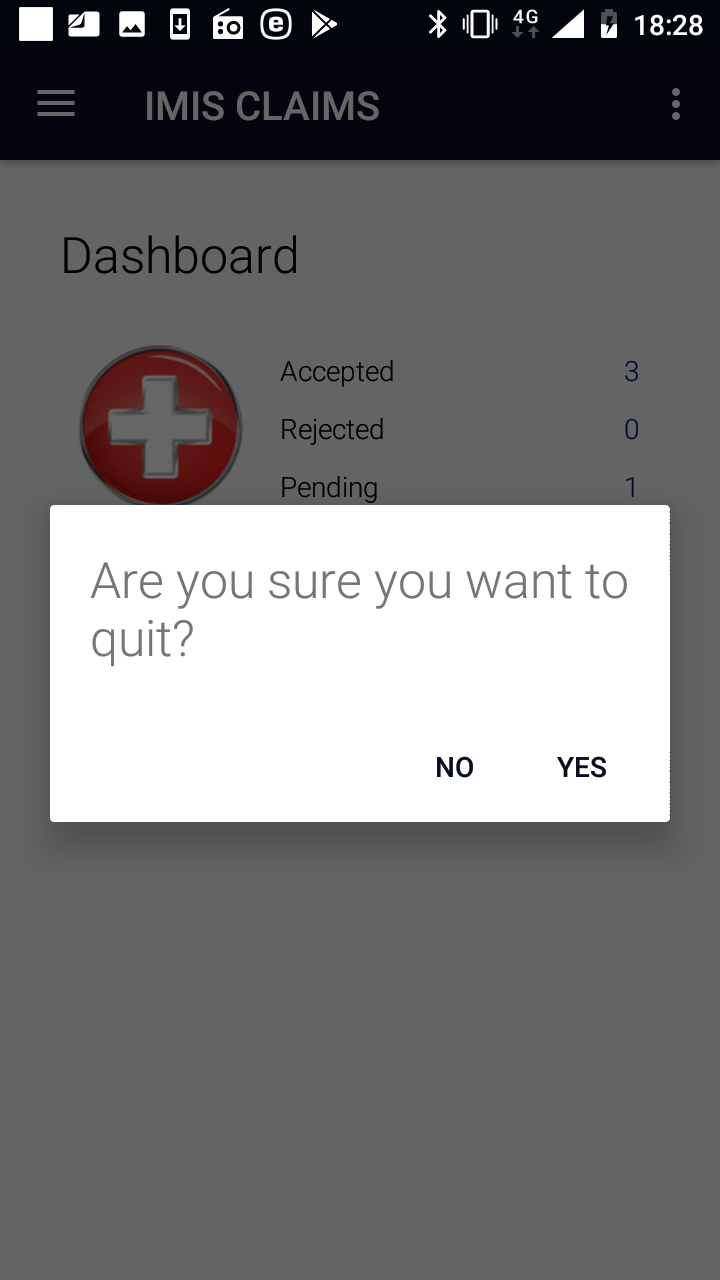 4G
18:28
IMIS CLAIMS
Dashboard
Accepted 3
Rejected 0
Pending 1
Are you sure you want to
quit?
NO YES